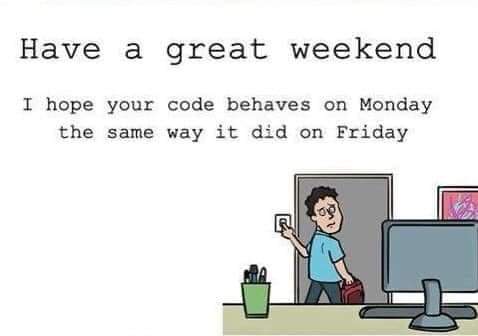 Have a great weekend
I hope your code behaves on Monday
the same way it did on Friday